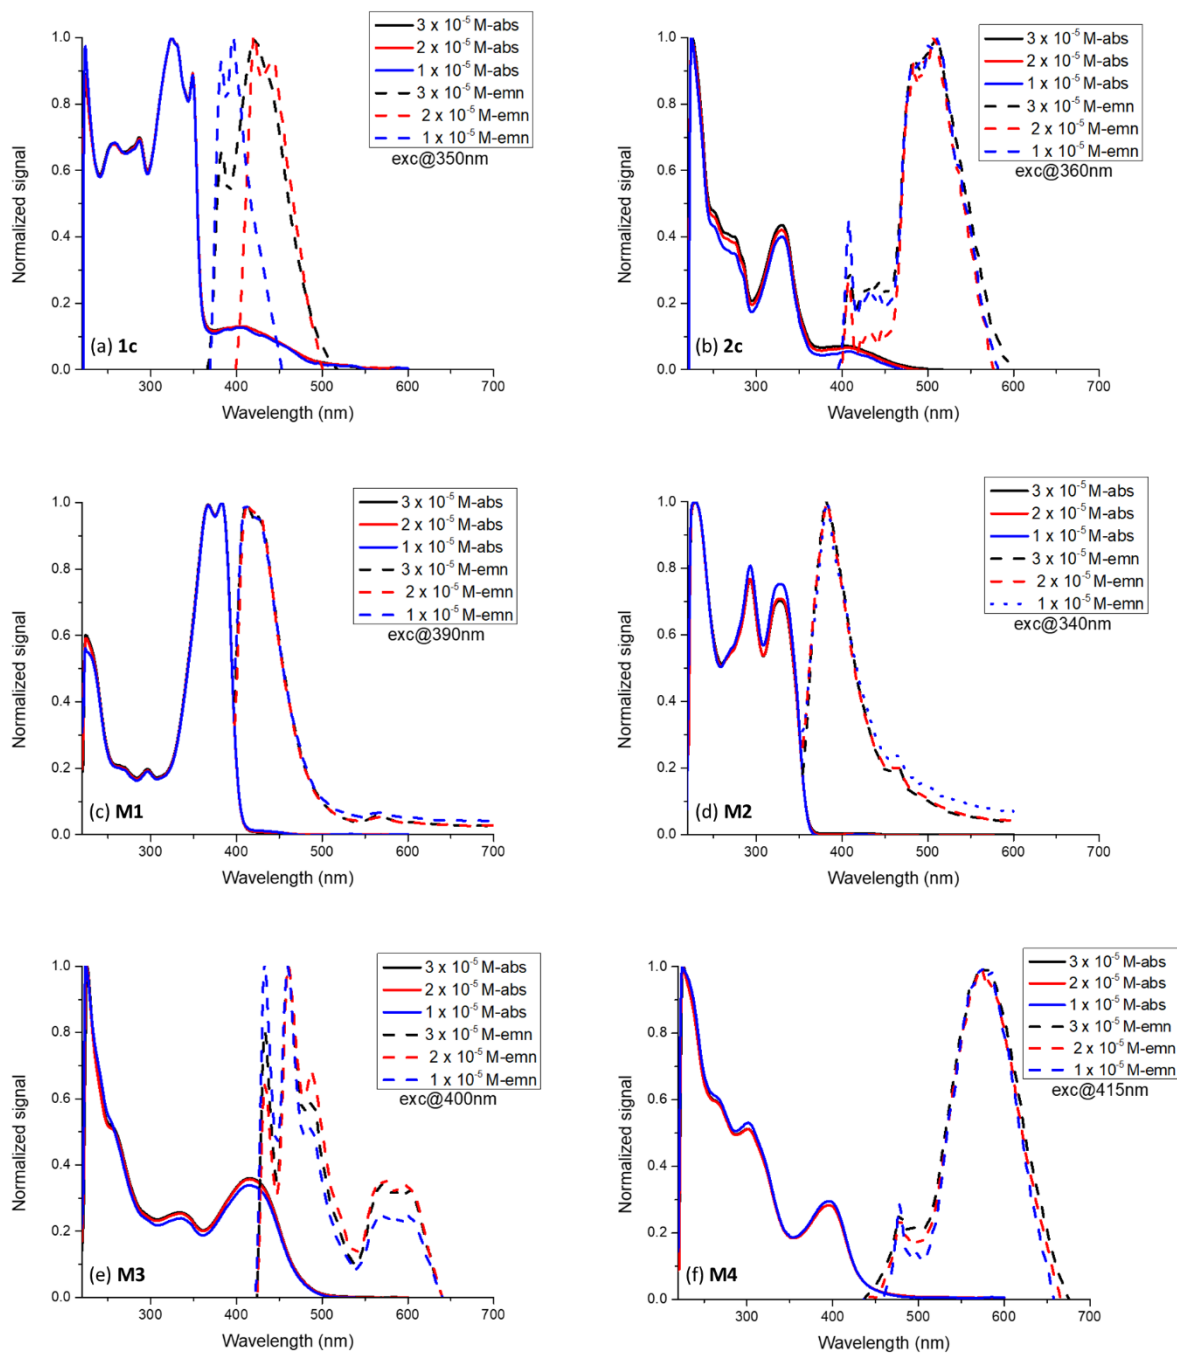 3 x 10⁻⁵ M-abs
2 x 10⁻⁵ M-abs
1 x 10⁻⁵ M-abs
3 x 10⁻⁵ M-emn
2 x 10⁻⁵ M-emn
1 x 10⁻⁵ M-emn
exc@350nm
Normalized signal
1.0
0.8
0.6
0.4
0.2
0.0
(a) 1c
300 400 500 600 700
Wavelength (nm)
3 x 10⁻⁵ M-abs
2 x 10⁻⁵ M-abs
1 x 10⁻⁵ M-abs
3 x 10⁻⁵ M-emn
2 x 10⁻⁵ M-emn
1 x 10⁻⁵ M-emn
exc@360nm
Normalized signal
1.0
0.8
0.6
0.4
0.2
0.0
(b) 2c
300 400 500 600 700
Wavelength (nm)
3 x 10⁻⁵ M-abs
2 x 10⁻⁵ M-abs
1 x 10⁻⁵ M-abs
3 x 10⁻⁵ M-emn
2 x 10⁻⁵ M-emn
1 x 10⁻⁵ M-emn
exc@390nm
Normalized signal
1.0
0.8
0.6
0.4
0.2
0.0
(c) M1
300 400 500 600 700
Wavelength (nm)
3 x 10⁻⁵ M-abs
2 x 10⁻⁵ M-abs
1 x 10⁻⁵ M-abs
3 x 10⁻⁵ M-emn
2 x 10⁻⁵ M-emn
1 x 10⁻⁵ M-emn
exc@340nm
Normalized signal
1.0
0.8
0.6
0.4
0.2
0.0
(d) M2
300 400 500 600 700
Wavelength (nm)
3 x 10⁻⁵ M-abs
2 x 10⁻⁵ M-abs
1 x 10⁻⁵ M-abs
3 x 10⁻⁵ M-emn
2 x 10⁻⁵ M-emn
1 x 10⁻⁵ M-emn
exc@400nm
Normalized signal
1.0
0.8
0.6
0.4
0.2
0.0
(e) M3
300 400 500 600 700
Wavelength (nm)
3 x 10⁻⁵ M-abs
2 x 10⁻⁵ M-abs
1 x 10⁻⁵ M-abs
3 x 10⁻⁵ M-emn
2 x 10⁻⁵ M-emn
1 x 10⁻⁵ M-emn
exc@415nm
Normalized signal
1.0
0.8
0.6
0.4
0.2
0.0
(f) M4
300 400 500 600 700
Wavelength (nm)